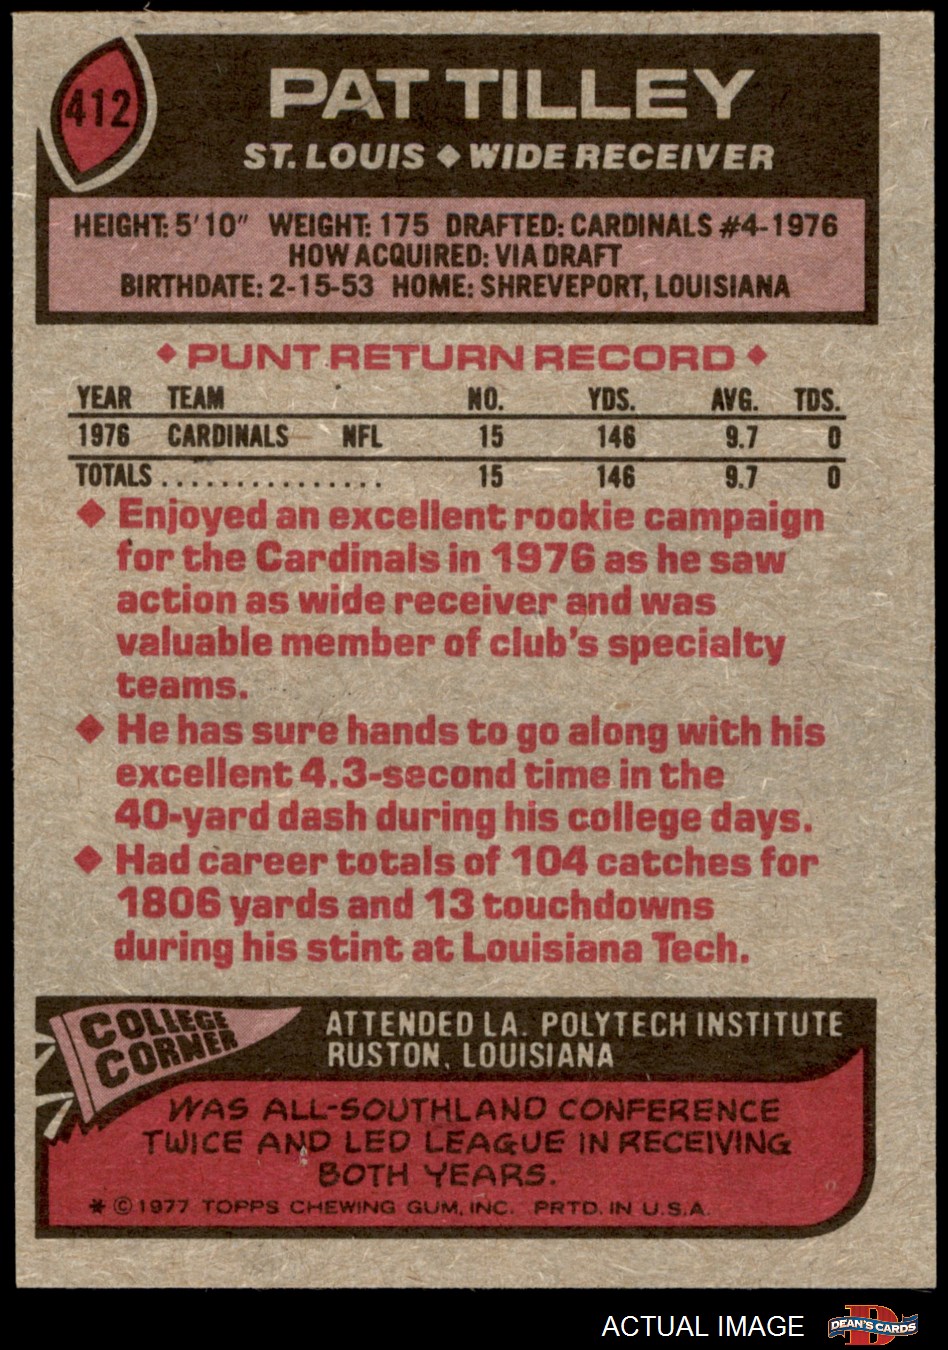 412
PAT TILLEY
ST. LOUIS ◆ WIDE RECEIVER
HEIGHT: 5'10" WEIGHT: 175 DRAFTED: CARDINALS #4-1976
HOW ACQUIRED: VIA DRAFT
BIRTHDATE: 2-15-53 HOME: SHREVEPORT, LOUISIANA
◆ PUNT RETURN RECORD ◆
YEAR TEAM NO. YDS. AVG. TDS.
1976 CARDINALS NFL 15 146 9.7 0
TOTALS............... 15 146 9.7 0
◆ Enjoyed an excellent rookie campaign
for the Cardinals in 1976 as he saw
action as wide receiver and was
valuable member of club's specialty
teams.
◆ He has sure hands to go along with his
excellent 4.3-second time in the
40-yard dash during his college days.
◆ Had career totals of 104 catches for
1806 yards and 13 touchdowns
during his stint at Louisiana Tech.
COLLEGE
CORNER
ATTENDED LA. POLYTECH INSTITUTE
RUSTON, LOUISIANA
WAS ALL-SOUTHLAND CONFERENCE
TWICE AND LED LEAGUE IN RECEIVING
BOTH YEARS.
* © 1977 TOPPS CHEWING GUM, INC. PRTD. IN U.S.A.
ACTUAL IMAGE
DEAN'S CARDS